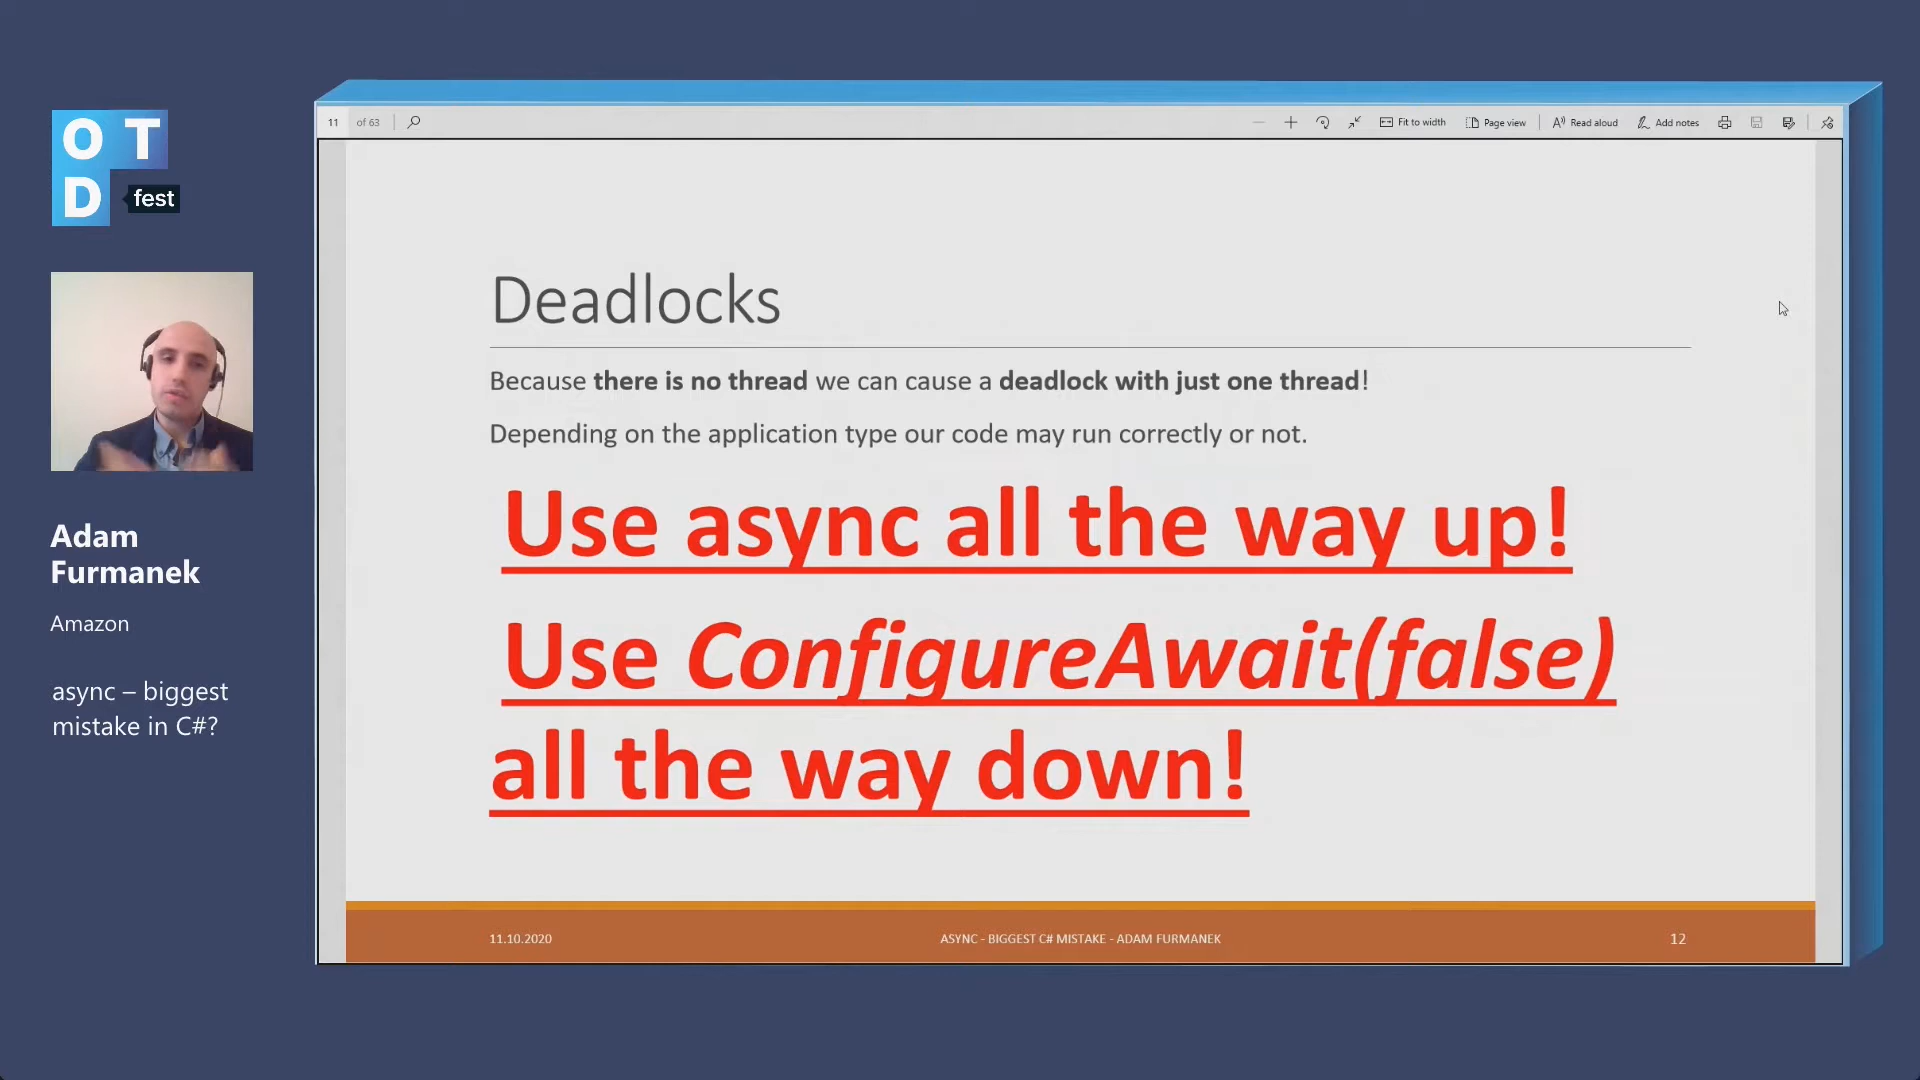 O T
D fest
Adam
Furmanek
Amazon
async – biggest
mistake in C#?
11 of 63 Fit to width Page view Read aloud Add notes
Deadlocks
Because there is no thread we can cause a deadlock with just one thread!
Depending on the application type our code may run correctly or not.
Use async all the way up!
Use ConfigureAwait(false)
all the way down!
11.10.2020 ASYNC - BIGGEST C# MISTAKE - ADAM FURMANEK 12